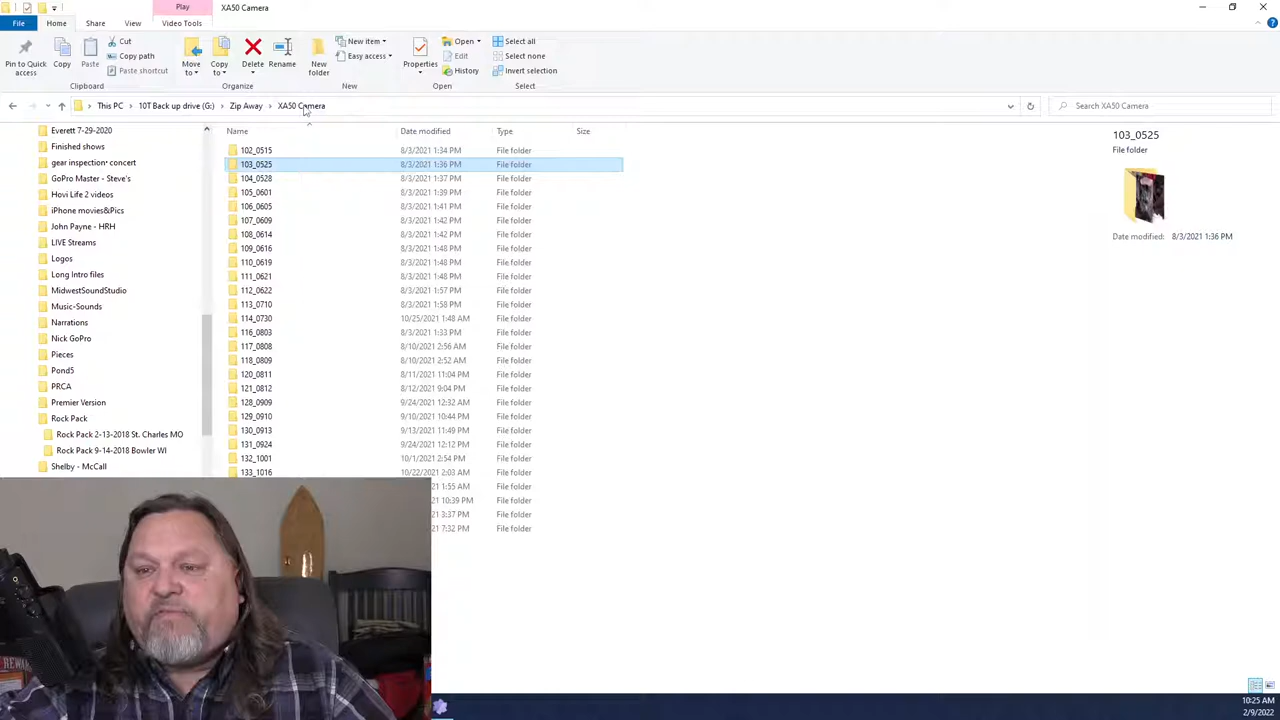 Play
XA50 Camera
File
Home
Share
View
Video Tools
Pin to Quick access
Copy
Paste
Cut
Copy path
Paste shortcut
Clipboard
Move to
Copy to
Delete
Rename
Organize
New folder
New item
Easy access
New
Properties
Open
Edit
History
Open
Select all
Select none
Invert selection
Select
This PC > 10T Back up drive (G:) > Zip Away > XA50 Camera
Search XA50 Camera
Everett 7-29-2020
Finished shows
gear inspection- concert
GoPro Master - Steve's
Hovi Life 2 videos
iPhone movies&Pics
John Payne - HRH
LIVE Streams
Logos
Long Intro files
MidwestSoundStudio
Music-Sounds
Narrations
Nick GoPro
Pieces
Pond5
PRCA
Premier Version
Rock Pack
Rock Pack 2-13-2018 St. Charles MO
Rock Pack 9-14-2018 Bowler WI
Shelby - McCall
Name Date modified Type Size
102_0515 8/3/2021 1:34 PM File folder
103_0525 8/3/2021 1:36 PM File folder
104_0528 8/3/2021 1:37 PM File folder
105_0601 8/3/2021 1:39 PM File folder
106_0605 8/3/2021 1:41 PM File folder
107_0609 8/3/2021 1:42 PM File folder
108_0614 8/3/2021 1:42 PM File folder
109_0616 8/3/2021 1:48 PM File folder
110_0619 8/3/2021 1:48 PM File folder
111_0621 8/3/2021 1:48 PM File folder
112_0622 8/3/2021 1:57 PM File folder
113_0710 8/3/2021 1:58 PM File folder
114_0730 10/25/2021 1:48 AM File folder
116_0803 8/3/2021 1:33 PM File folder
117_0808 8/10/2021 2:56 AM File folder
118_0809 8/10/2021 2:52 AM File folder
120_0811 8/11/2021 11:04 PM File folder
121_0812 8/12/2021 9:04 PM File folder
128_0909 9/24/2021 12:32 AM File folder
129_0910 9/10/2021 10:44 PM File folder
130_0913 9/13/2021 11:49 PM File folder
131_0924 9/24/2021 12:12 PM File folder
132_1001 10/1/2021 2:54 PM File folder
133_1016 10/22/2021 2:03 AM File folder
2021 1:55 AM File folder
2021 10:39 PM File folder
2021 3:37 PM File folder
2021 7:32 PM File folder
103_0525
File folder
Date modified: 8/3/2021 1:36 PM
10:25 AM
2/9/2022